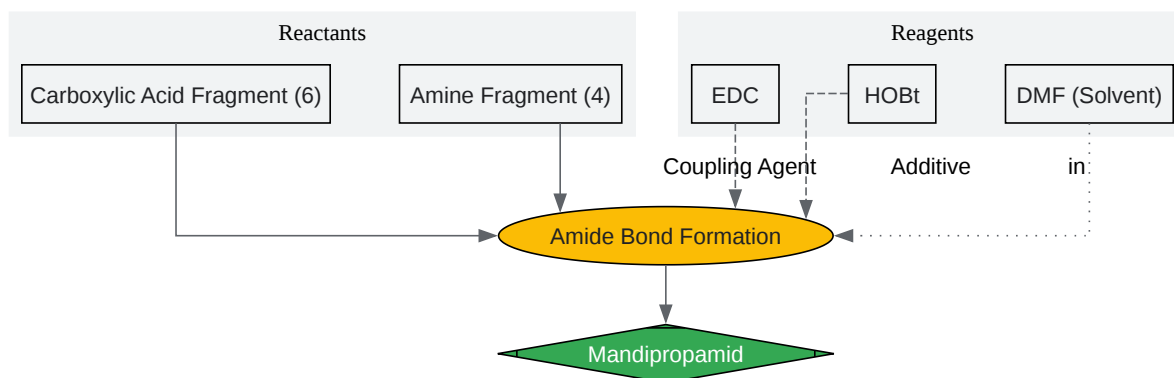 Reactants
Reagents
Carboxylic Acid Fragment (6)
Amine Fragment (4)
EDC
HOBt
DMF (Solvent)
Coupling Agent
Additive
in
Amide Bond Formation
Mandipropamid